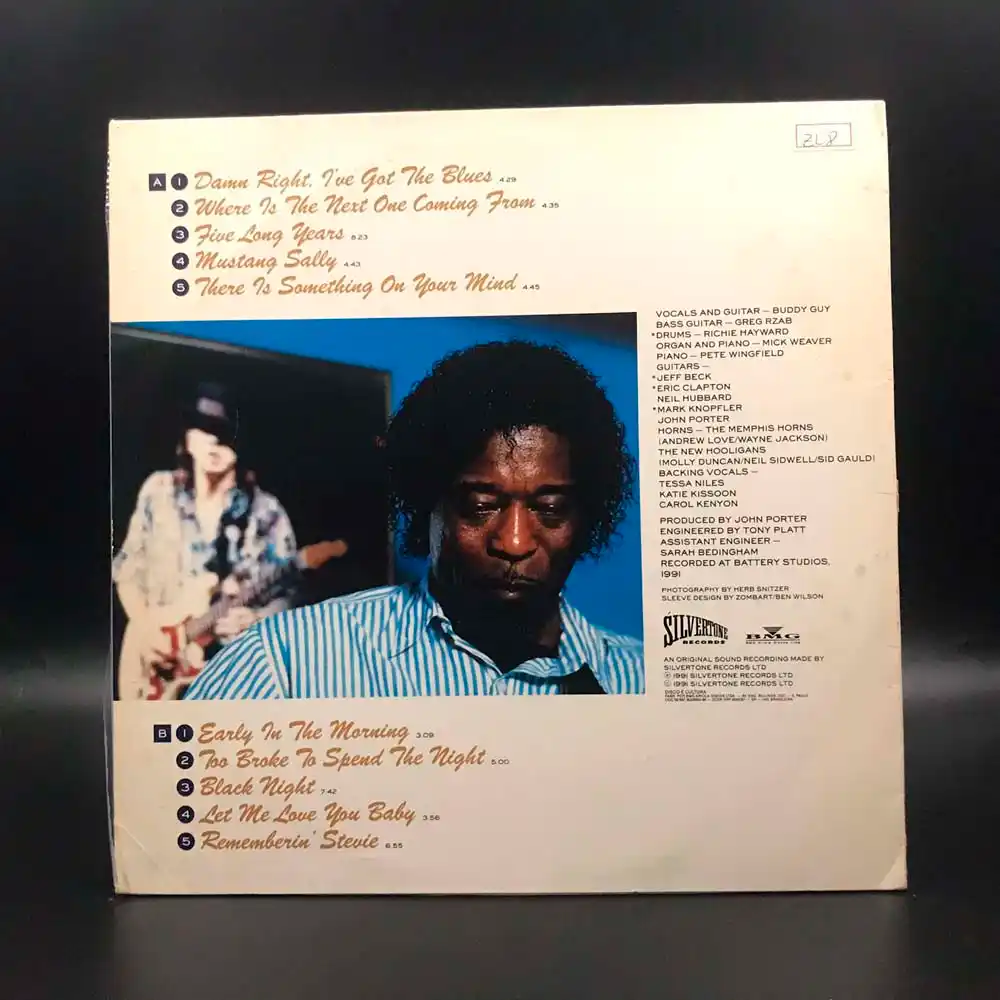 ZL8
A 1 Damn Right, I've Got The Blues 4.29
2 Where Is The Next One Coming From 4.35
3 Five Long Years 8.23
4 Mustang Sally 4.43
5 There Is Something On Your Mind 4.45
VOCALS AND GUITAR – BUDDY GUY
BASS GUITAR – GREG RZAB
*DRUMS – RICHIE HAYWARD
ORGAN AND PIANO – MICK WEAVER
PIANO – PETE WINGFIELD
GUITARS –
*JEFF BECK
*ERIC CLAPTON
NEIL HUBBARD
*MARK KNOPFLER
JOHN PORTER
HORNS – THE MEMPHIS HORNS
(ANDREW LOVE/WAYNE JACKSON)
THE NEW HOOLIGANS
(MOLLY DUNCAN/NEIL SIDWELL/SID GAULD)
BACKING VOCALS –
TESSA NILES
KATIE KISSOON
CAROL KENYON
PRODUCED BY JOHN PORTER
ENGINEERED BY TONY PLATT
ASSISTANT ENGINEER –
SARAH BEDINGHAM
RECORDED AT BATTERY STUDIOS,
1991
PHOTOGRAPHY BY HERB SNITZER
SLEEVE DESIGN BY ZOMBART/BEN WILSON
SILVERTONE
RECORDS
BMG
AN ORIGINAL SOUND RECORDING MADE BY
SILVERTONE RECORDS LTD
℗ 1991 SILVERTONE RECORDS LTD
© 1991 SILVERTONE RECORDS LTD
DISCO É CULTURA
B 1 Early In The Morning 3.09
2 Too Broke To Spend The Night 5.00
3 Black Night 7.42
4 Let Me Love You Baby 3.56
5 Rememberin' Stevie 6.55